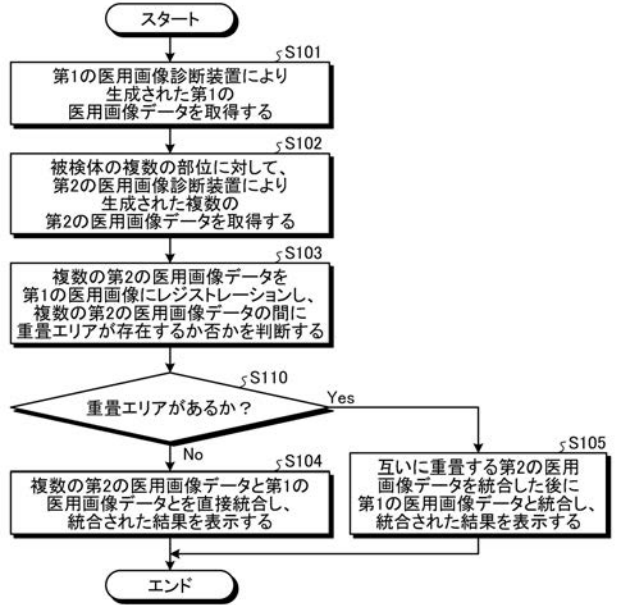 スタート
S101
第1の医用画像診断装置により
生成された第1の
医用画像データを取得する
S102
被検体の複数の部位に対して、
第2の医用画像診断装置により
生成された複数の
第2の医用画像データを取得する
S103
複数の第2の医用画像データを
第1の医用画像にレジストレーションし、
複数の第2の医用画像データの間に
重畳エリアが存在するか否かを判断する
S110
重畳エリアがあるか?
Yes
No
S104
複数の第2の医用画像データと第1の
医用画像データとを直接統合し、
統合された結果を表示する
S105
互いに重畳する第2の医用
画像データを統合した後に
第1の医用画像データと統合し、
統合された結果を表示する
エンド